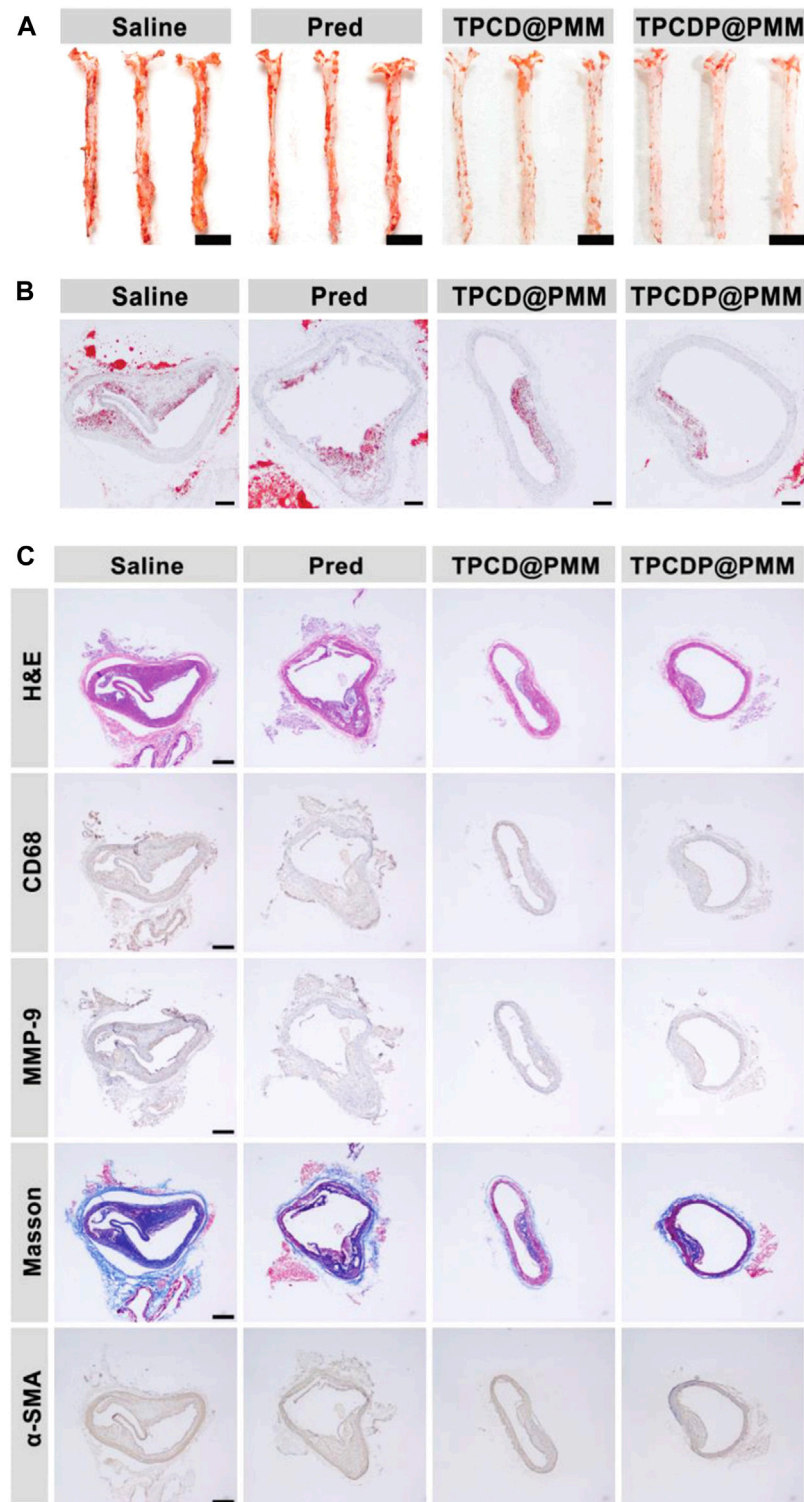 A
Saline Pred TPCD@PMM TPCDP@PMM
B
Saline Pred TPCD@PMM TPCDP@PMM
C
Saline Pred TPCD@PMM TPCDP@PMM
H&E
CD68
MMP-9
Masson
α-SMA